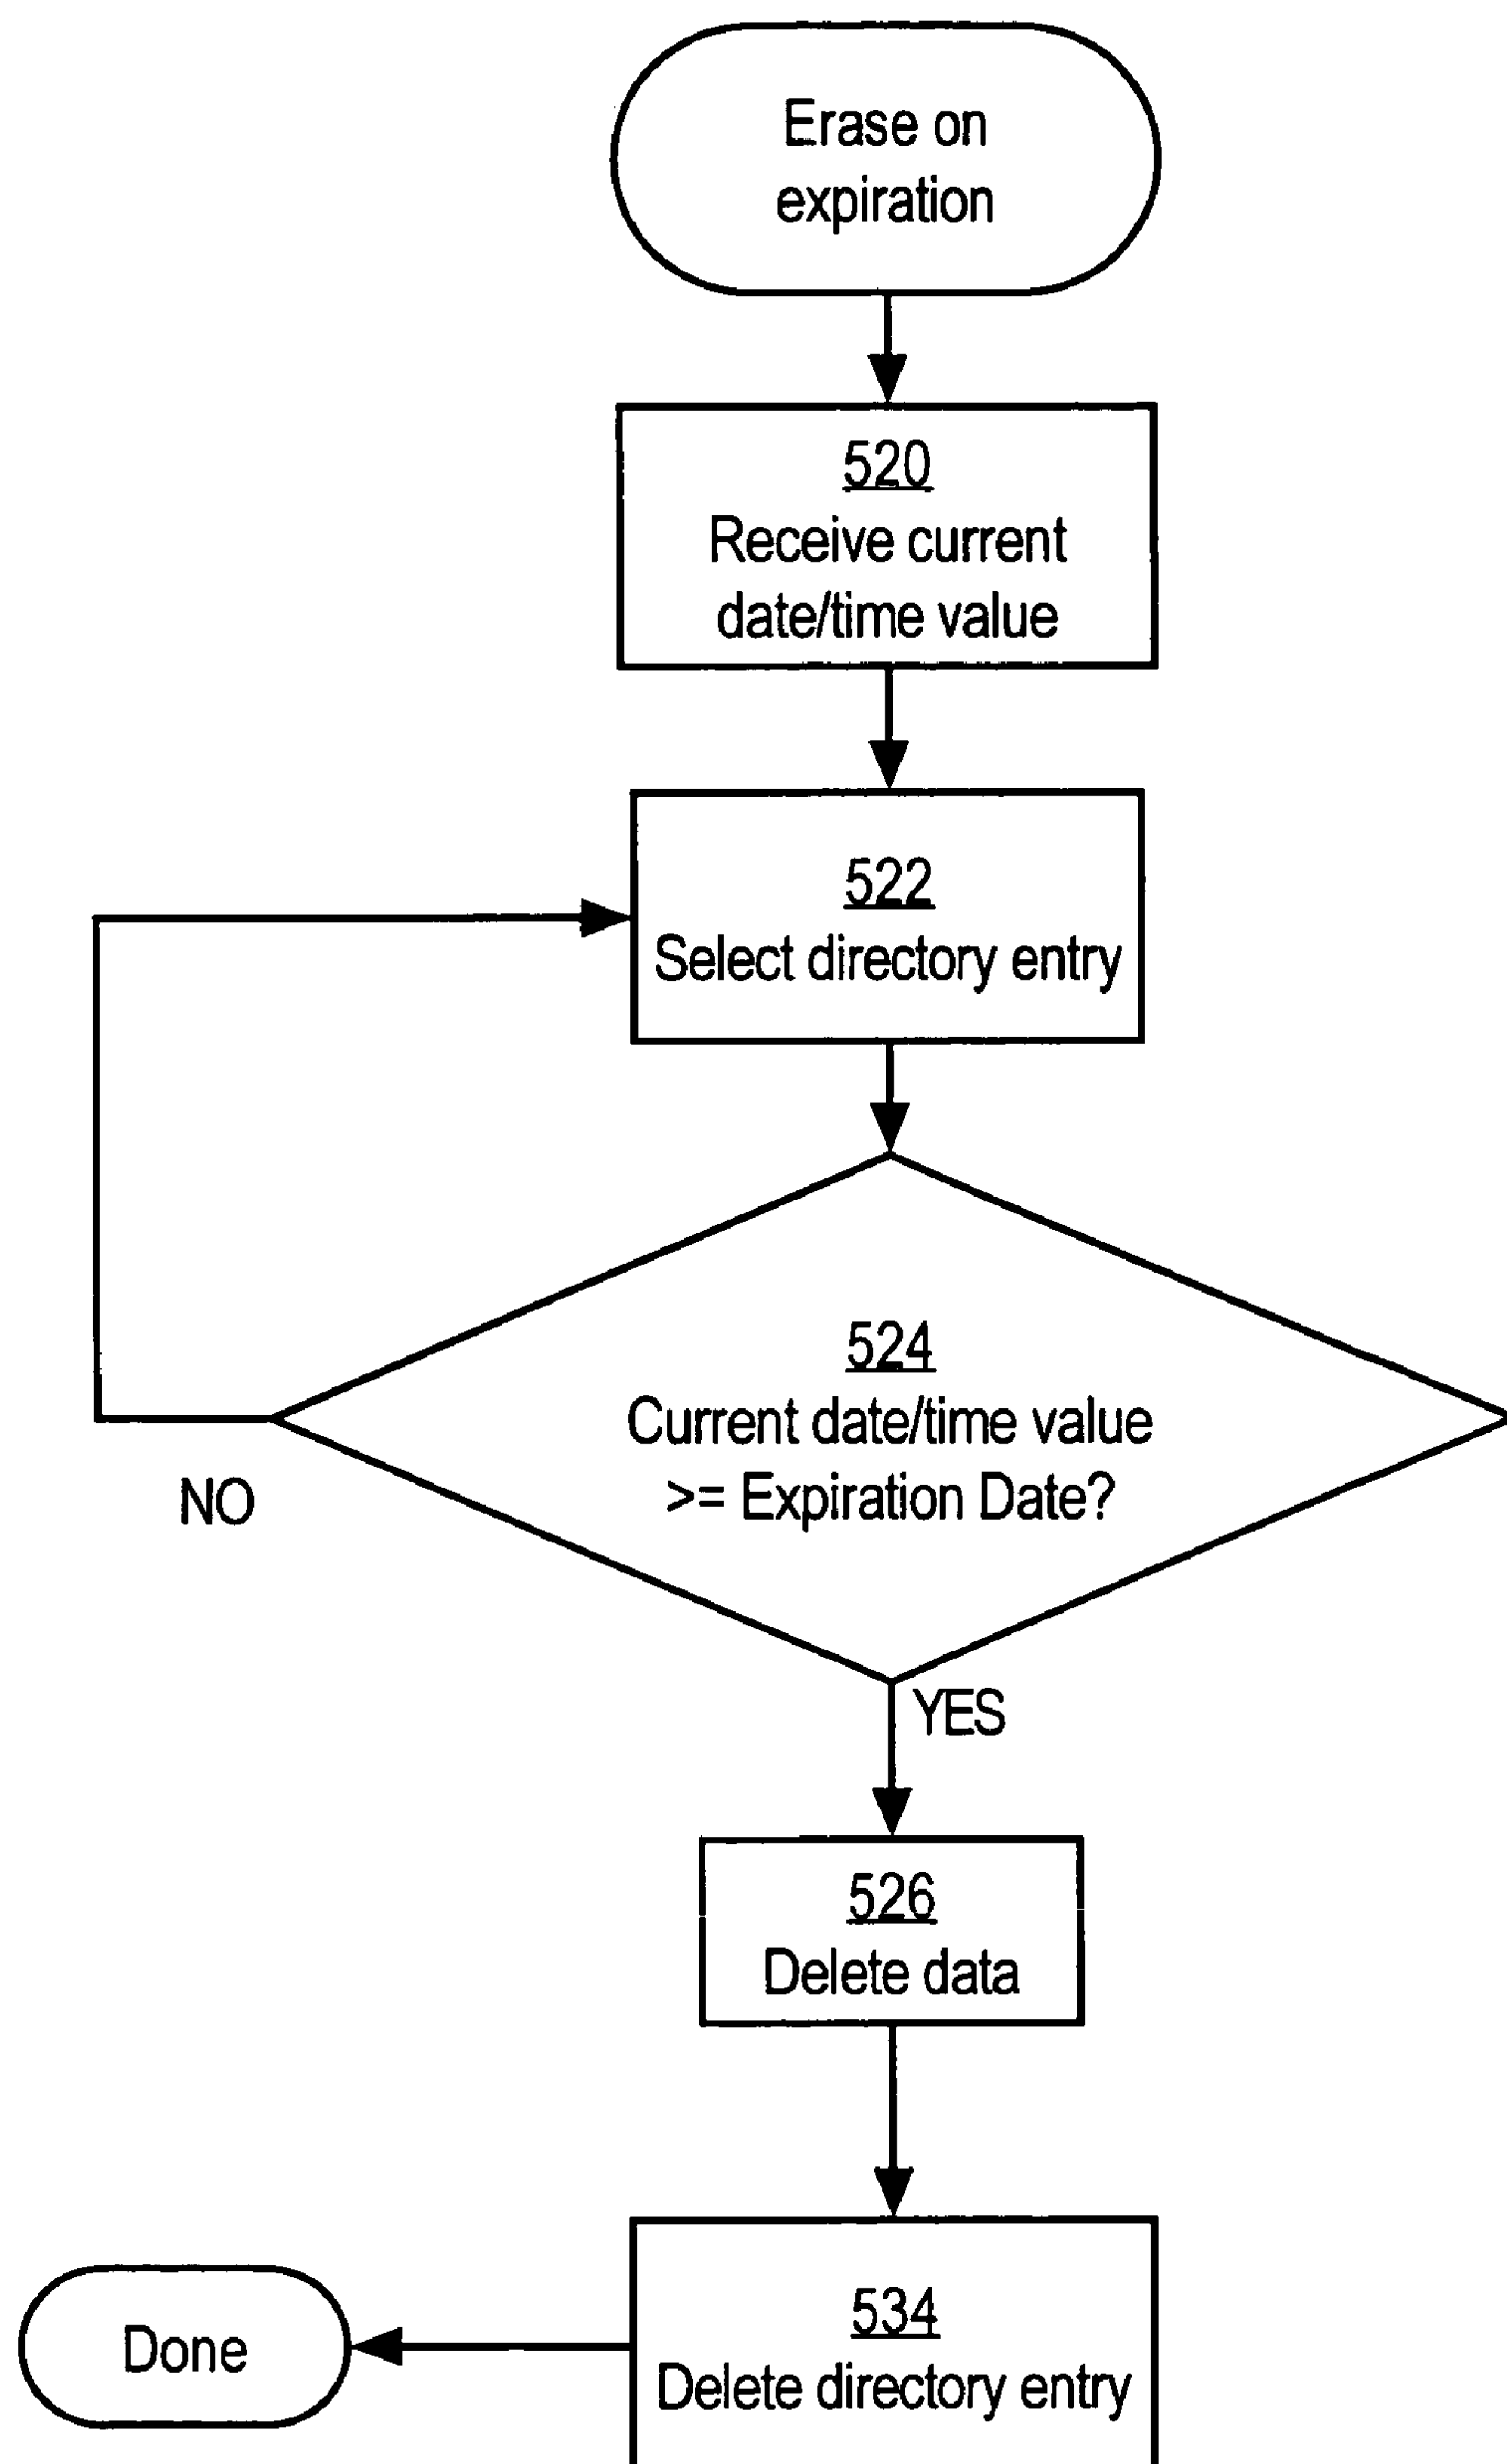 Erase on
expiration
520
Receive current
date/time value
522
Select directory entry
524
Current date/time value
>= Expiration Date?
NO
YES
526
Delete data
534
Delete directory entry
Done